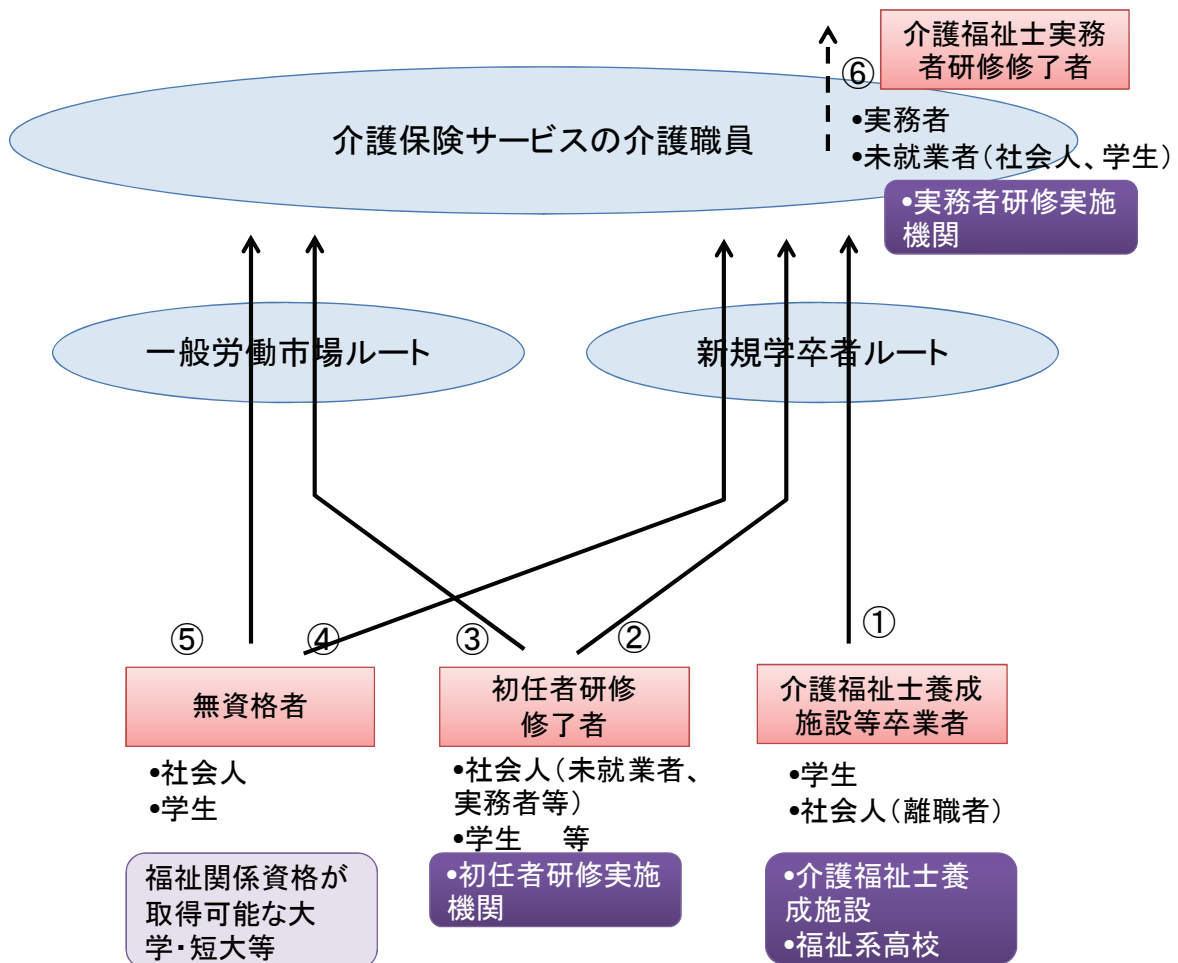 介護福祉士実務
者研修修了者
⑥
•実務者
•未就業者(社会人、学生)
介護保険サービスの介護職員
•実務者研修実施
機関
一般労働市場ルート
新規学卒者ルート
⑤
④
③
②
①
無資格者
初任者研修
修了者
介護福祉士養成
施設等卒業者
•社会人
•学生
•社会人(未就業者、
実務者等)
•学生 等
•学生
•社会人(離職者)
福祉関係資格が
取得可能な大
学・短大等
•初任者研修実施
機関
•介護福祉士養
成施設
•福祉系高校